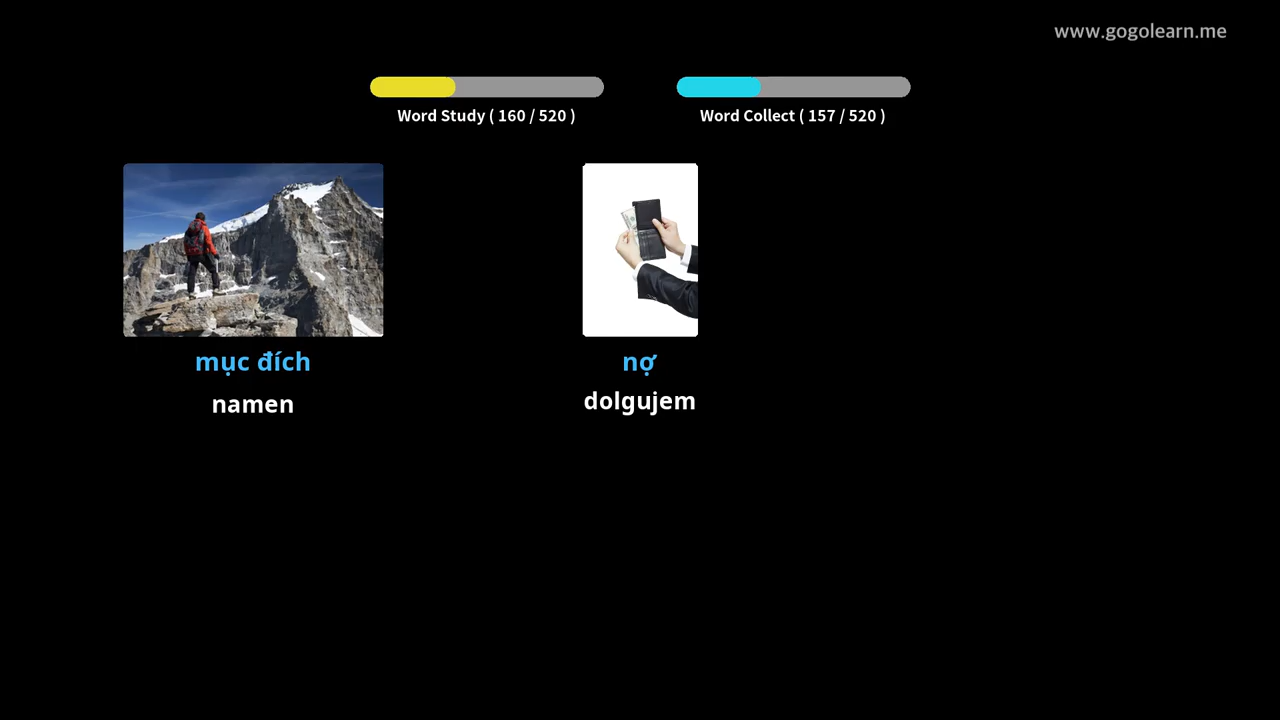 www.gogolearn.me
Word Study ( 160 / 520 )
Word Collect ( 157 / 520 )
mục đích
namen
nợ
dolgujem